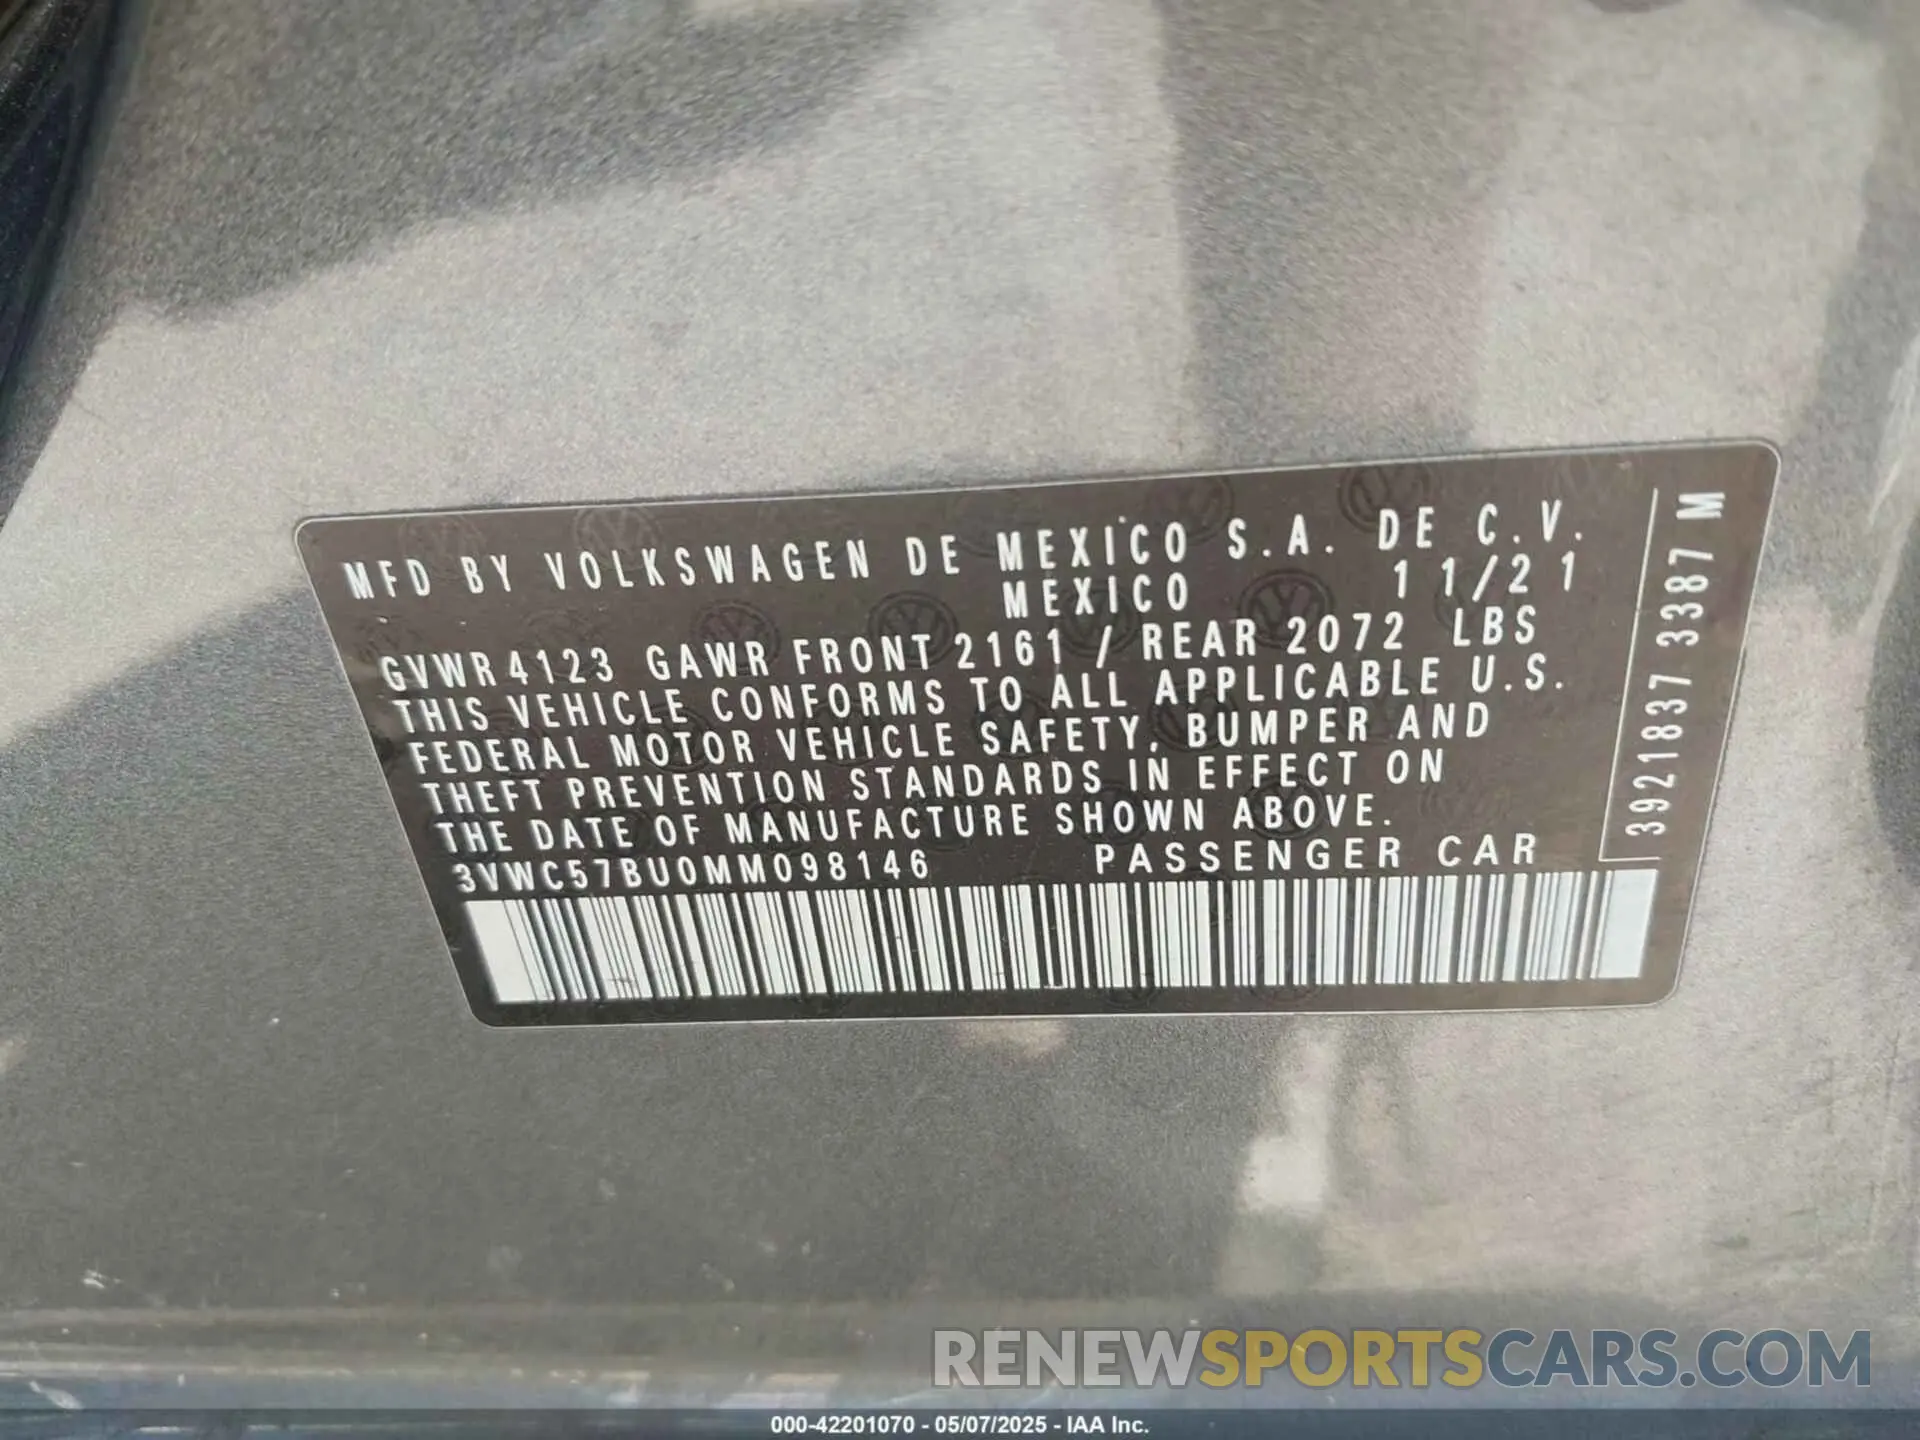 MFD BY VOLKSWAGEN DE MEXICO S.A. DE C.V.
MEXICO 11/21
GVWR 4123 GAWR FRONT 2161 / REAR 2072 LBS
THIS VEHICLE CONFORMS TO ALL APPLICABLE U.S.
FEDERAL MOTOR VEHICLE SAFETY, BUMPER AND
THEFT PREVENTION STANDARDS IN EFFECT ON
THE DATE OF MANUFACTURE SHOWN ABOVE.
3VWC57BU0MM098146 PASSENGER CAR
3921837 3387 M
RENEWSPORTSCARS.COM
000-42201070 - 05/07/2025 - IAA Inc.